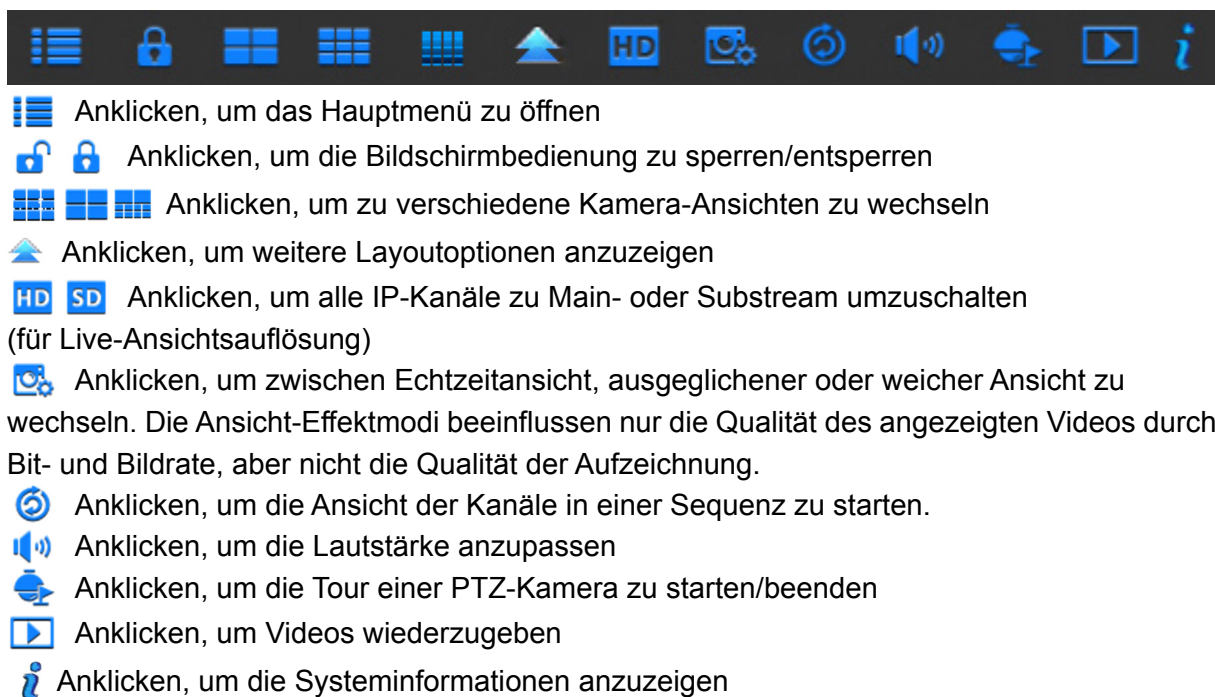 HD
i
Anklicken, um das Hauptmenü zu öffnen
Anklicken, um die Bildschirmbedienung zu sperren/entsperren
Anklicken, um zu verschiedene Kamera-Ansichten zu wechseln
Anklicken, um weitere Layoutoptionen anzuzeigen
HD SD Anklicken, um alle IP-Kanäle zu Main- oder Substream umzuschalten
(für Live-Ansichtsauflösung)
Anklicken, um zwischen Echtzeitansicht, ausgeglichener oder weicher Ansicht zu
wechseln. Die Ansicht-Effektmodi beeinflussen nur die Qualität des angezeigten Videos durch
Bit- und Bildrate, aber nicht die Qualität der Aufzeichnung.
Anklicken, um die Ansicht der Kanäle in einer Sequenz zu starten.
Anklicken, um die Lautstärke anzupassen
Anklicken, um die Tour einer PTZ-Kamera zu starten/beenden
Anklicken, um Videos wiederzugeben
i Anklicken, um die Systeminformationen anzuzeigen